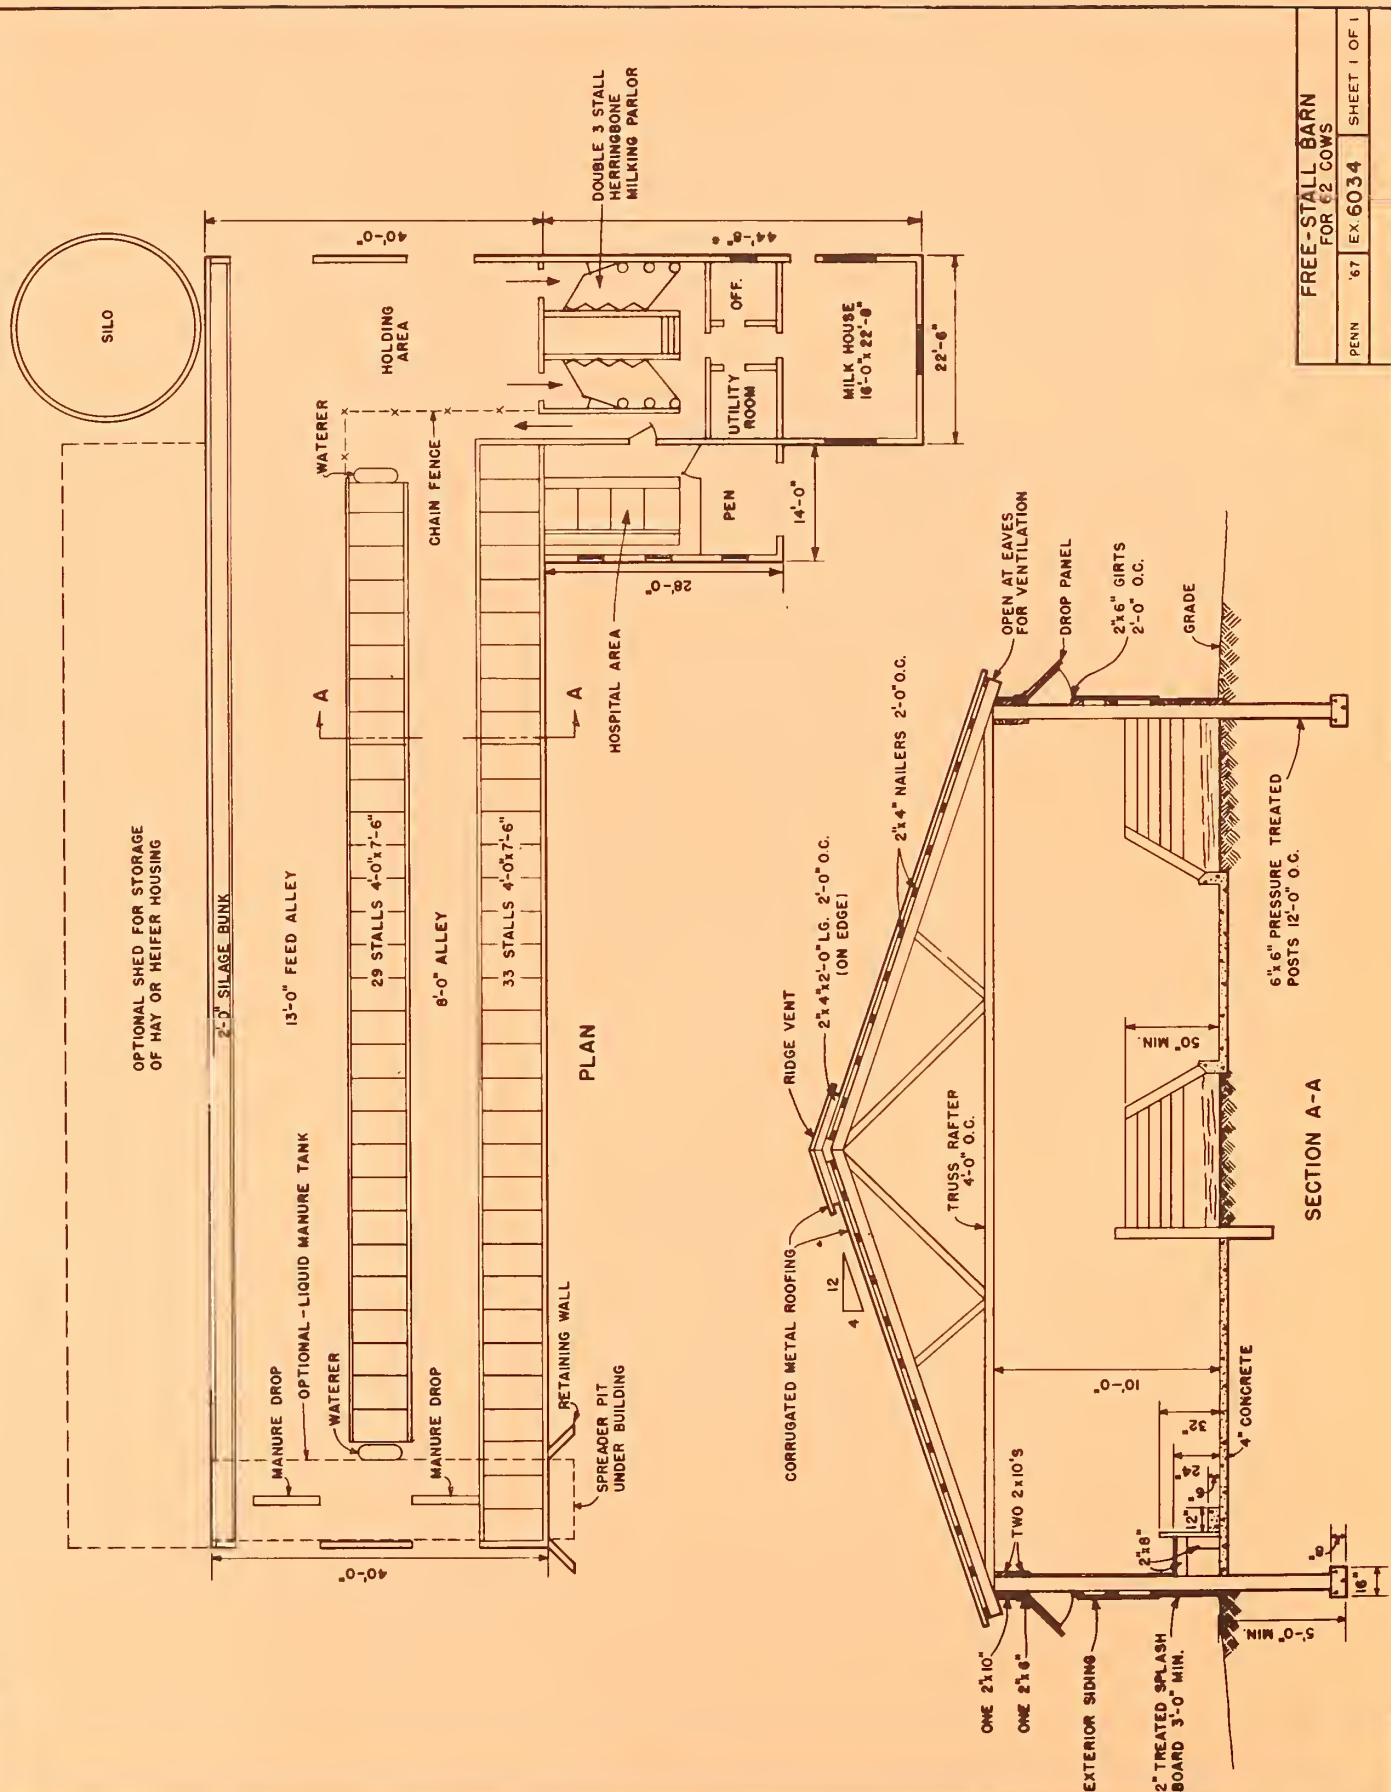 SILO
OPTIONAL SHED FOR STORAGE
OF HAY OR HEIFER HOUSING
2'-0" SILAGE BUNK
13'-0" FEED ALLEY
29 STALLS 4'-0"x7'-6"
8'-0" ALLEY
33 STALLS 4'-0"x7'-6"
MANURE DROP
OPTIONAL-LIQUID MANURE TANK
WATERER
MANURE DROP
RETAINING WALL
SPREADER PIT
UNDER BUILDING
40'-0"
WATERER
CHAIN FENCE
HOLDING
AREA
40'-0"
44'-8"
DOUBLE 3 STALL
HERRINGBONE
MILKING PARLOR
OFF.
UTILITY
ROOM
MILK HOUSE
16'-0"x 22'-8"
22'-6"
PEN
14'-0"
28'-0"
HOSPITAL AREA
A
A
PLAN
RIDGE VENT
2"x4"x2'-0" LG. 2'-0" O.C.
(ON EDGE)
2"x4" NAILERS 2'-0" O.C.
OPEN AT EAVES
FOR VENTILATION
DROP PANEL
2"x6" GIRTS
2'-0" O.C.
GRADE
CORRUGATED METAL ROOFING
12
4
TRUSS RAFTER
4'-0" O.C.
10'-0"
50" MIN.
6"x6" PRESSURE TREATED
POSTS 12'-0" O.C.
ONE 2"x10"
ONE 2"x6"
TWO 2x10'S
EXTERIOR SIDING
2" TREATED SPLASH
BOARD 3'-0" MIN.
2"x8"
12"
6"
24"
32"
4" CONCRETE
5'-0" MIN.
16"
8"
SECTION A-A
FREE-STALL BARN
FOR 62 COWS
PENN '67 EX. 6034 SHEET 1 OF 1